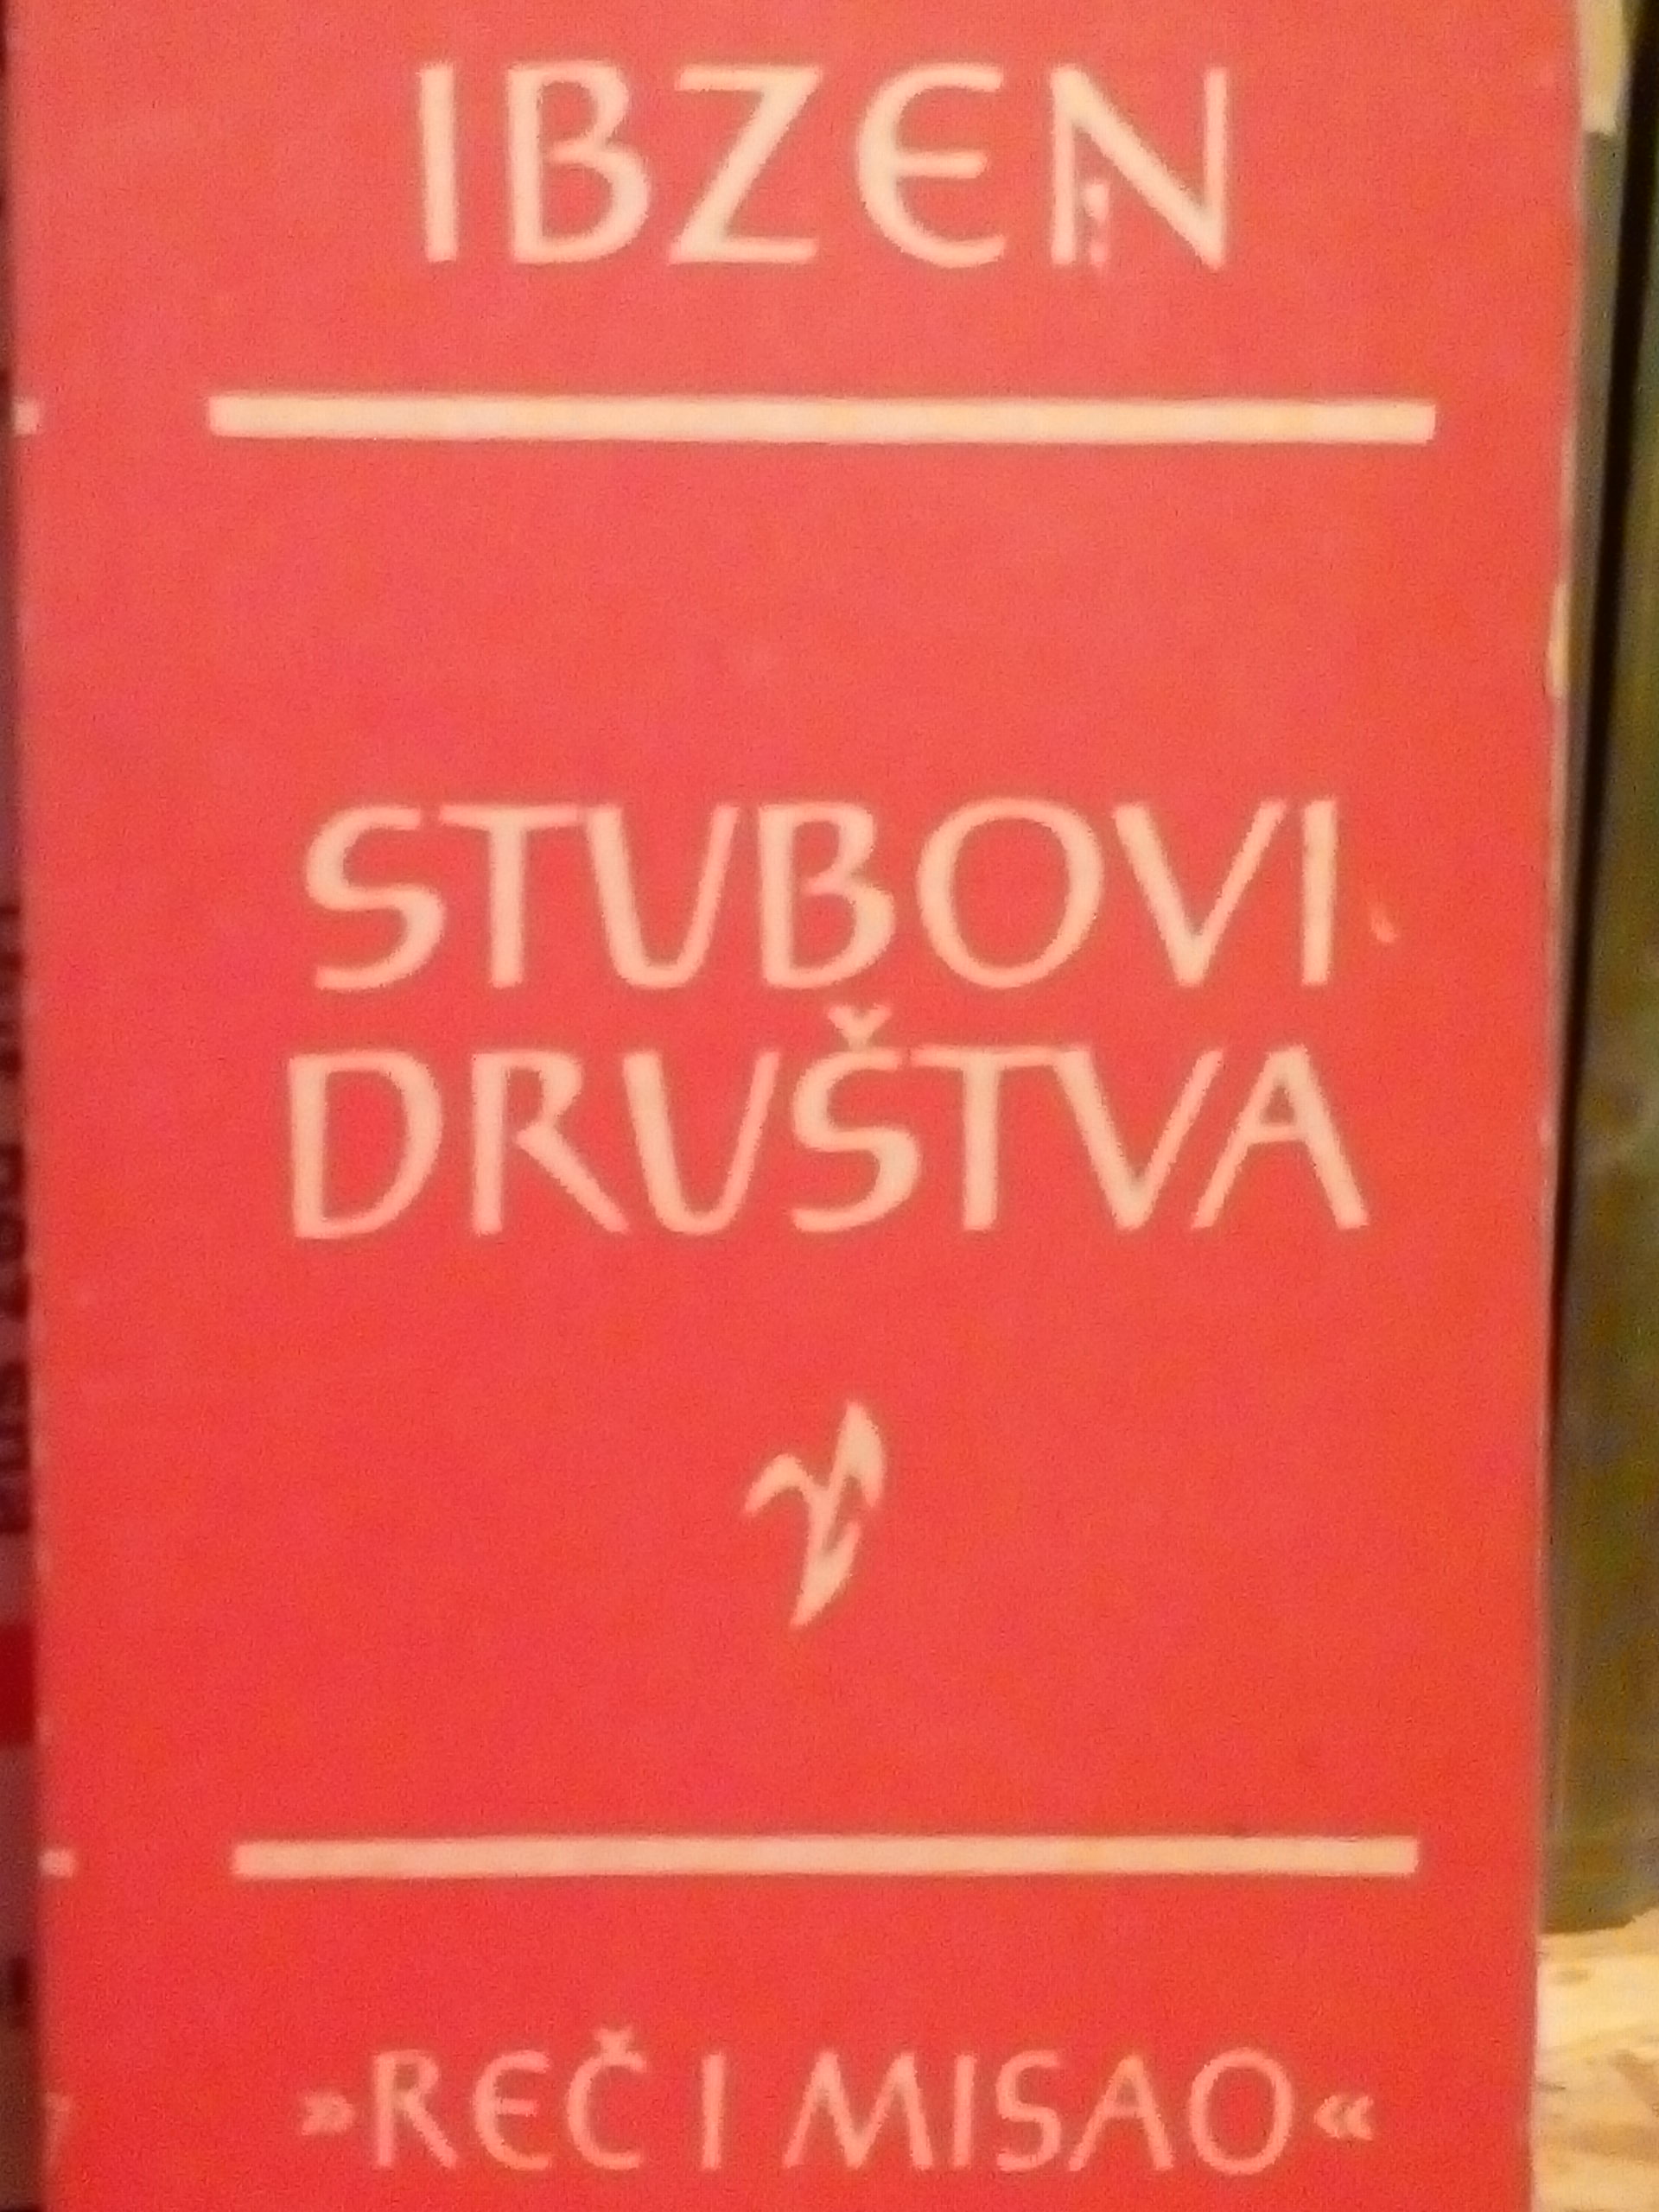 IBZEN
STUBOVI
DRUŠTVA
»REČ I MISAO«